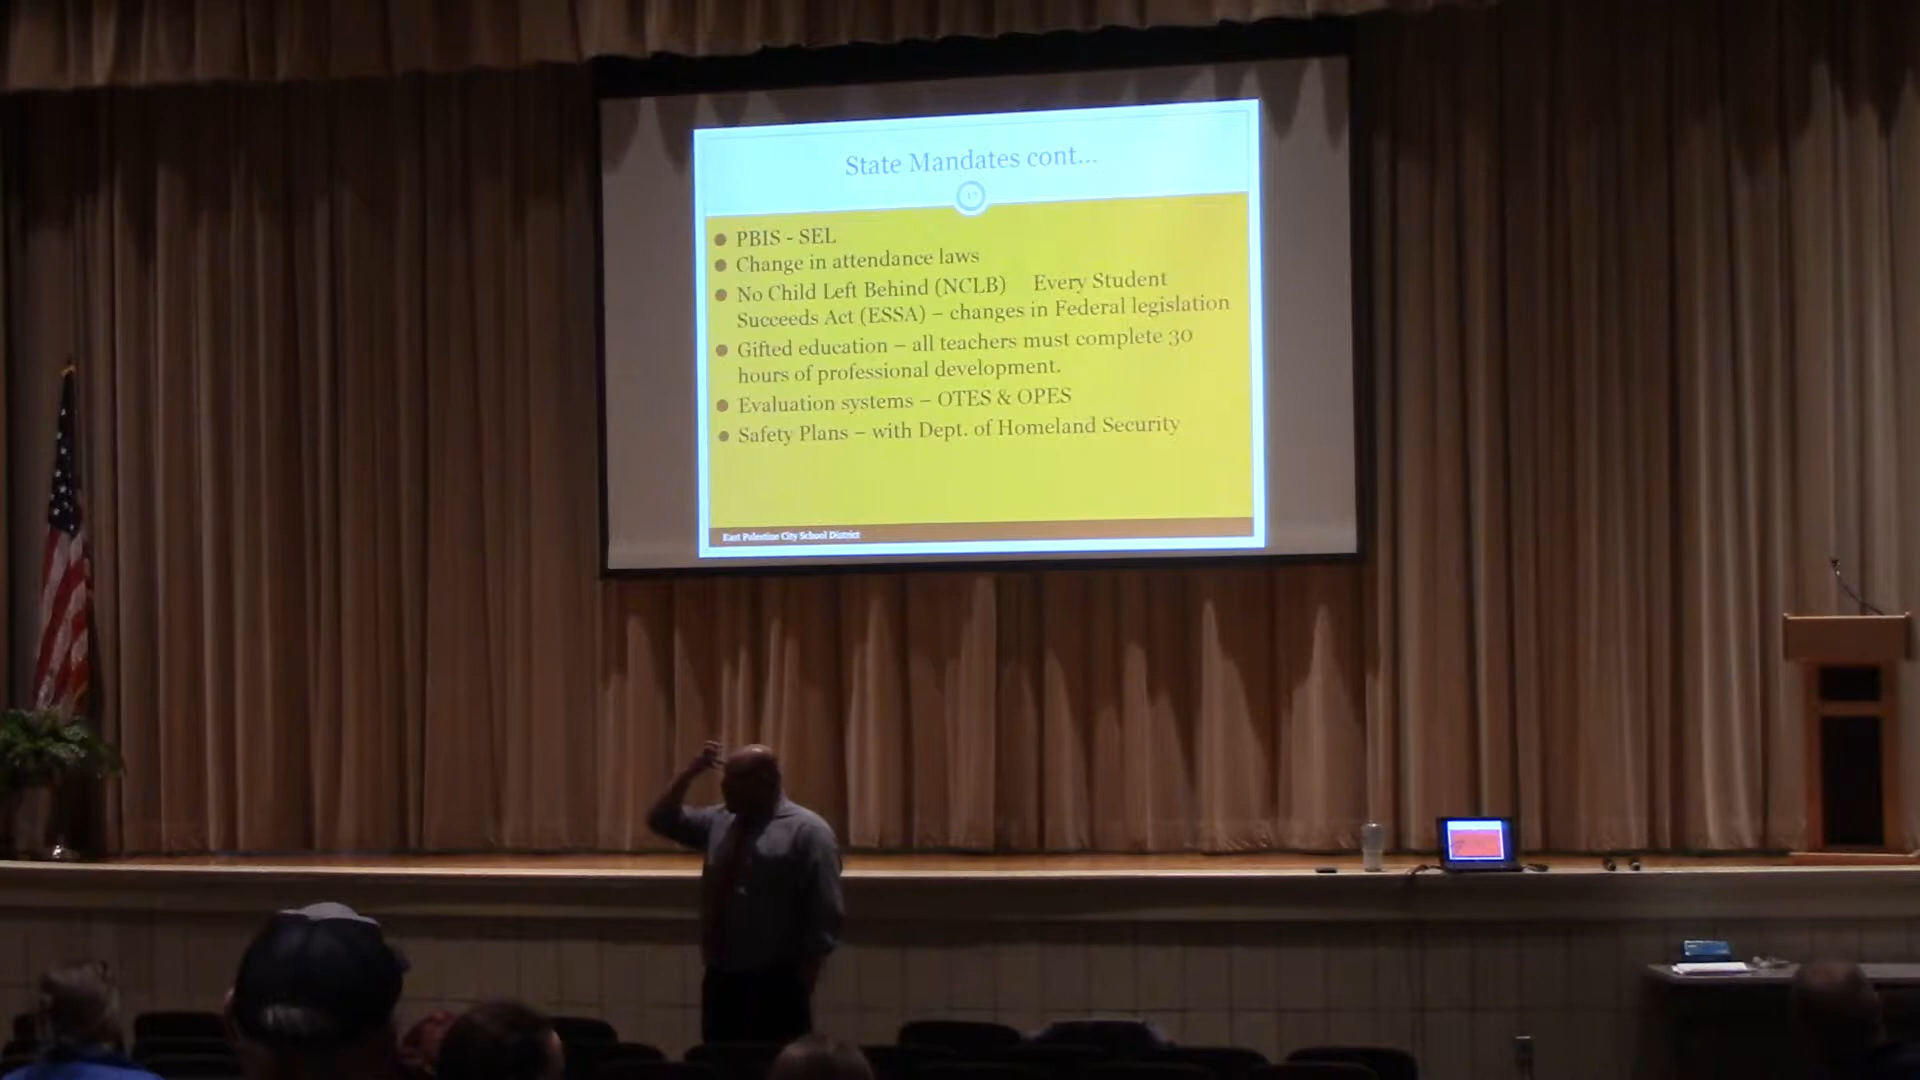 State Mandates cont...
PBIS - SEL
Change in attendance laws
No Child Left Behind (NCLB) Every Student
Succeeds Act (ESSA) – changes in Federal legislation
Gifted education – all teachers must complete 30
hours of professional development.
Evaluation systems – OTES & OPES
Safety Plans – with Dept. of Homeland Security
East Palestine City School District